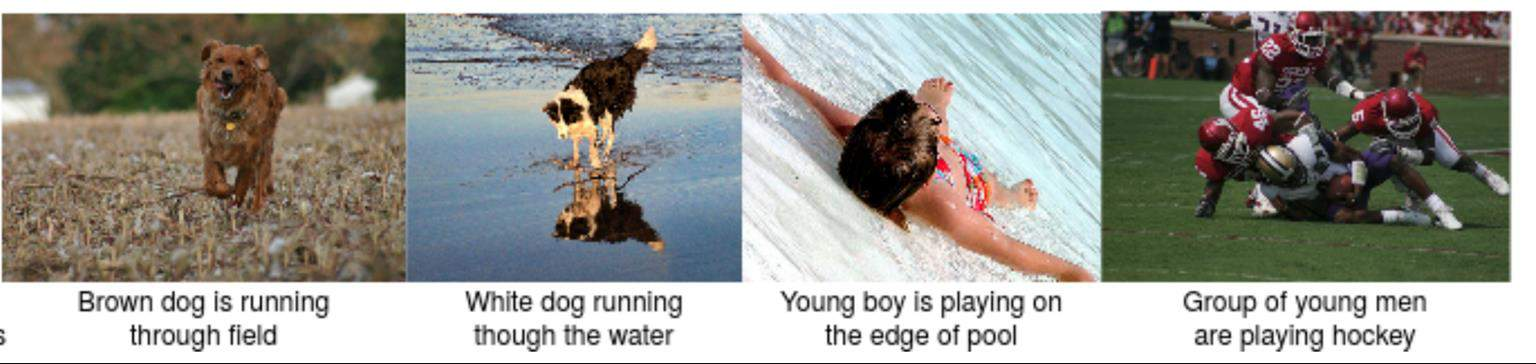 Brown dog is running
through field
White dog running
though the water
Young boy is playing on
the edge of pool
Group of young men
are playing hockey
s